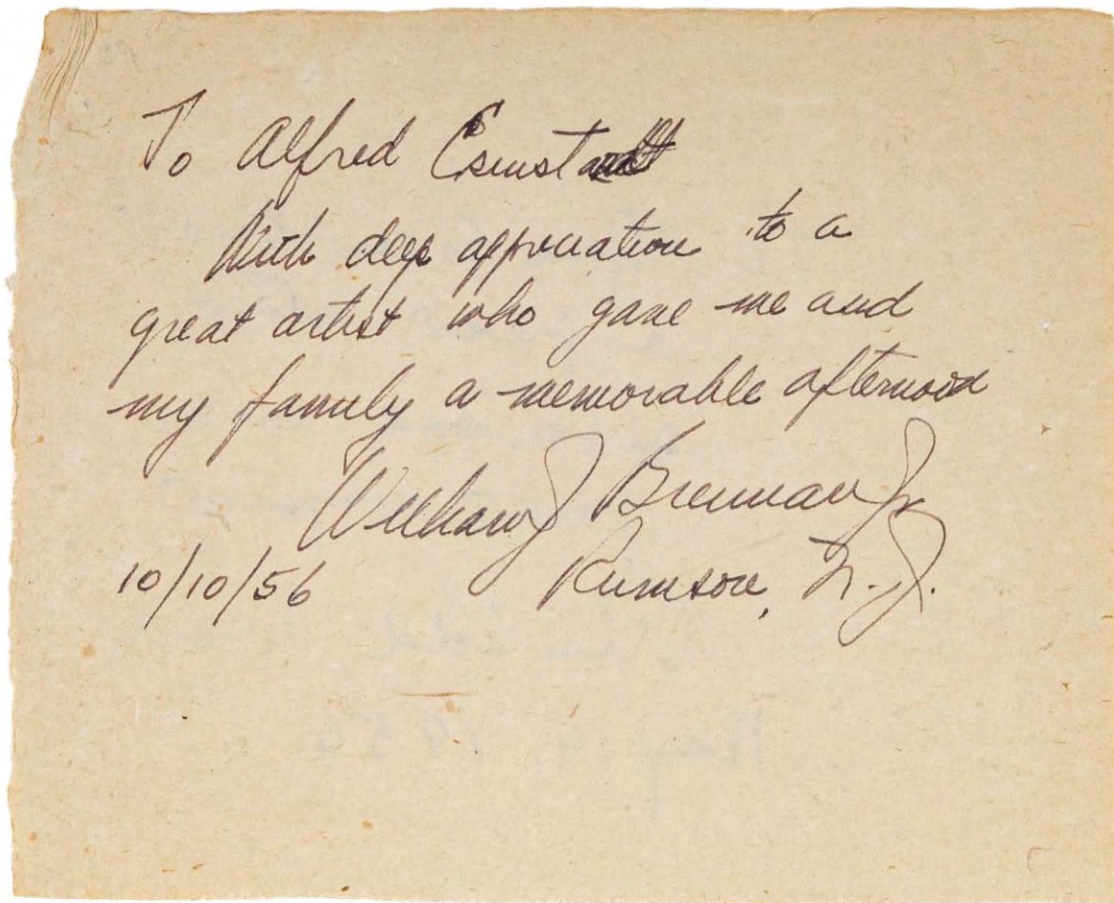 To Alfred Eisenstaedt
With deep appreciation to a
great artist who gave me and
my family a memorable afternoon
William J Brennan Jr
10/10/56 Rumson, N.J.